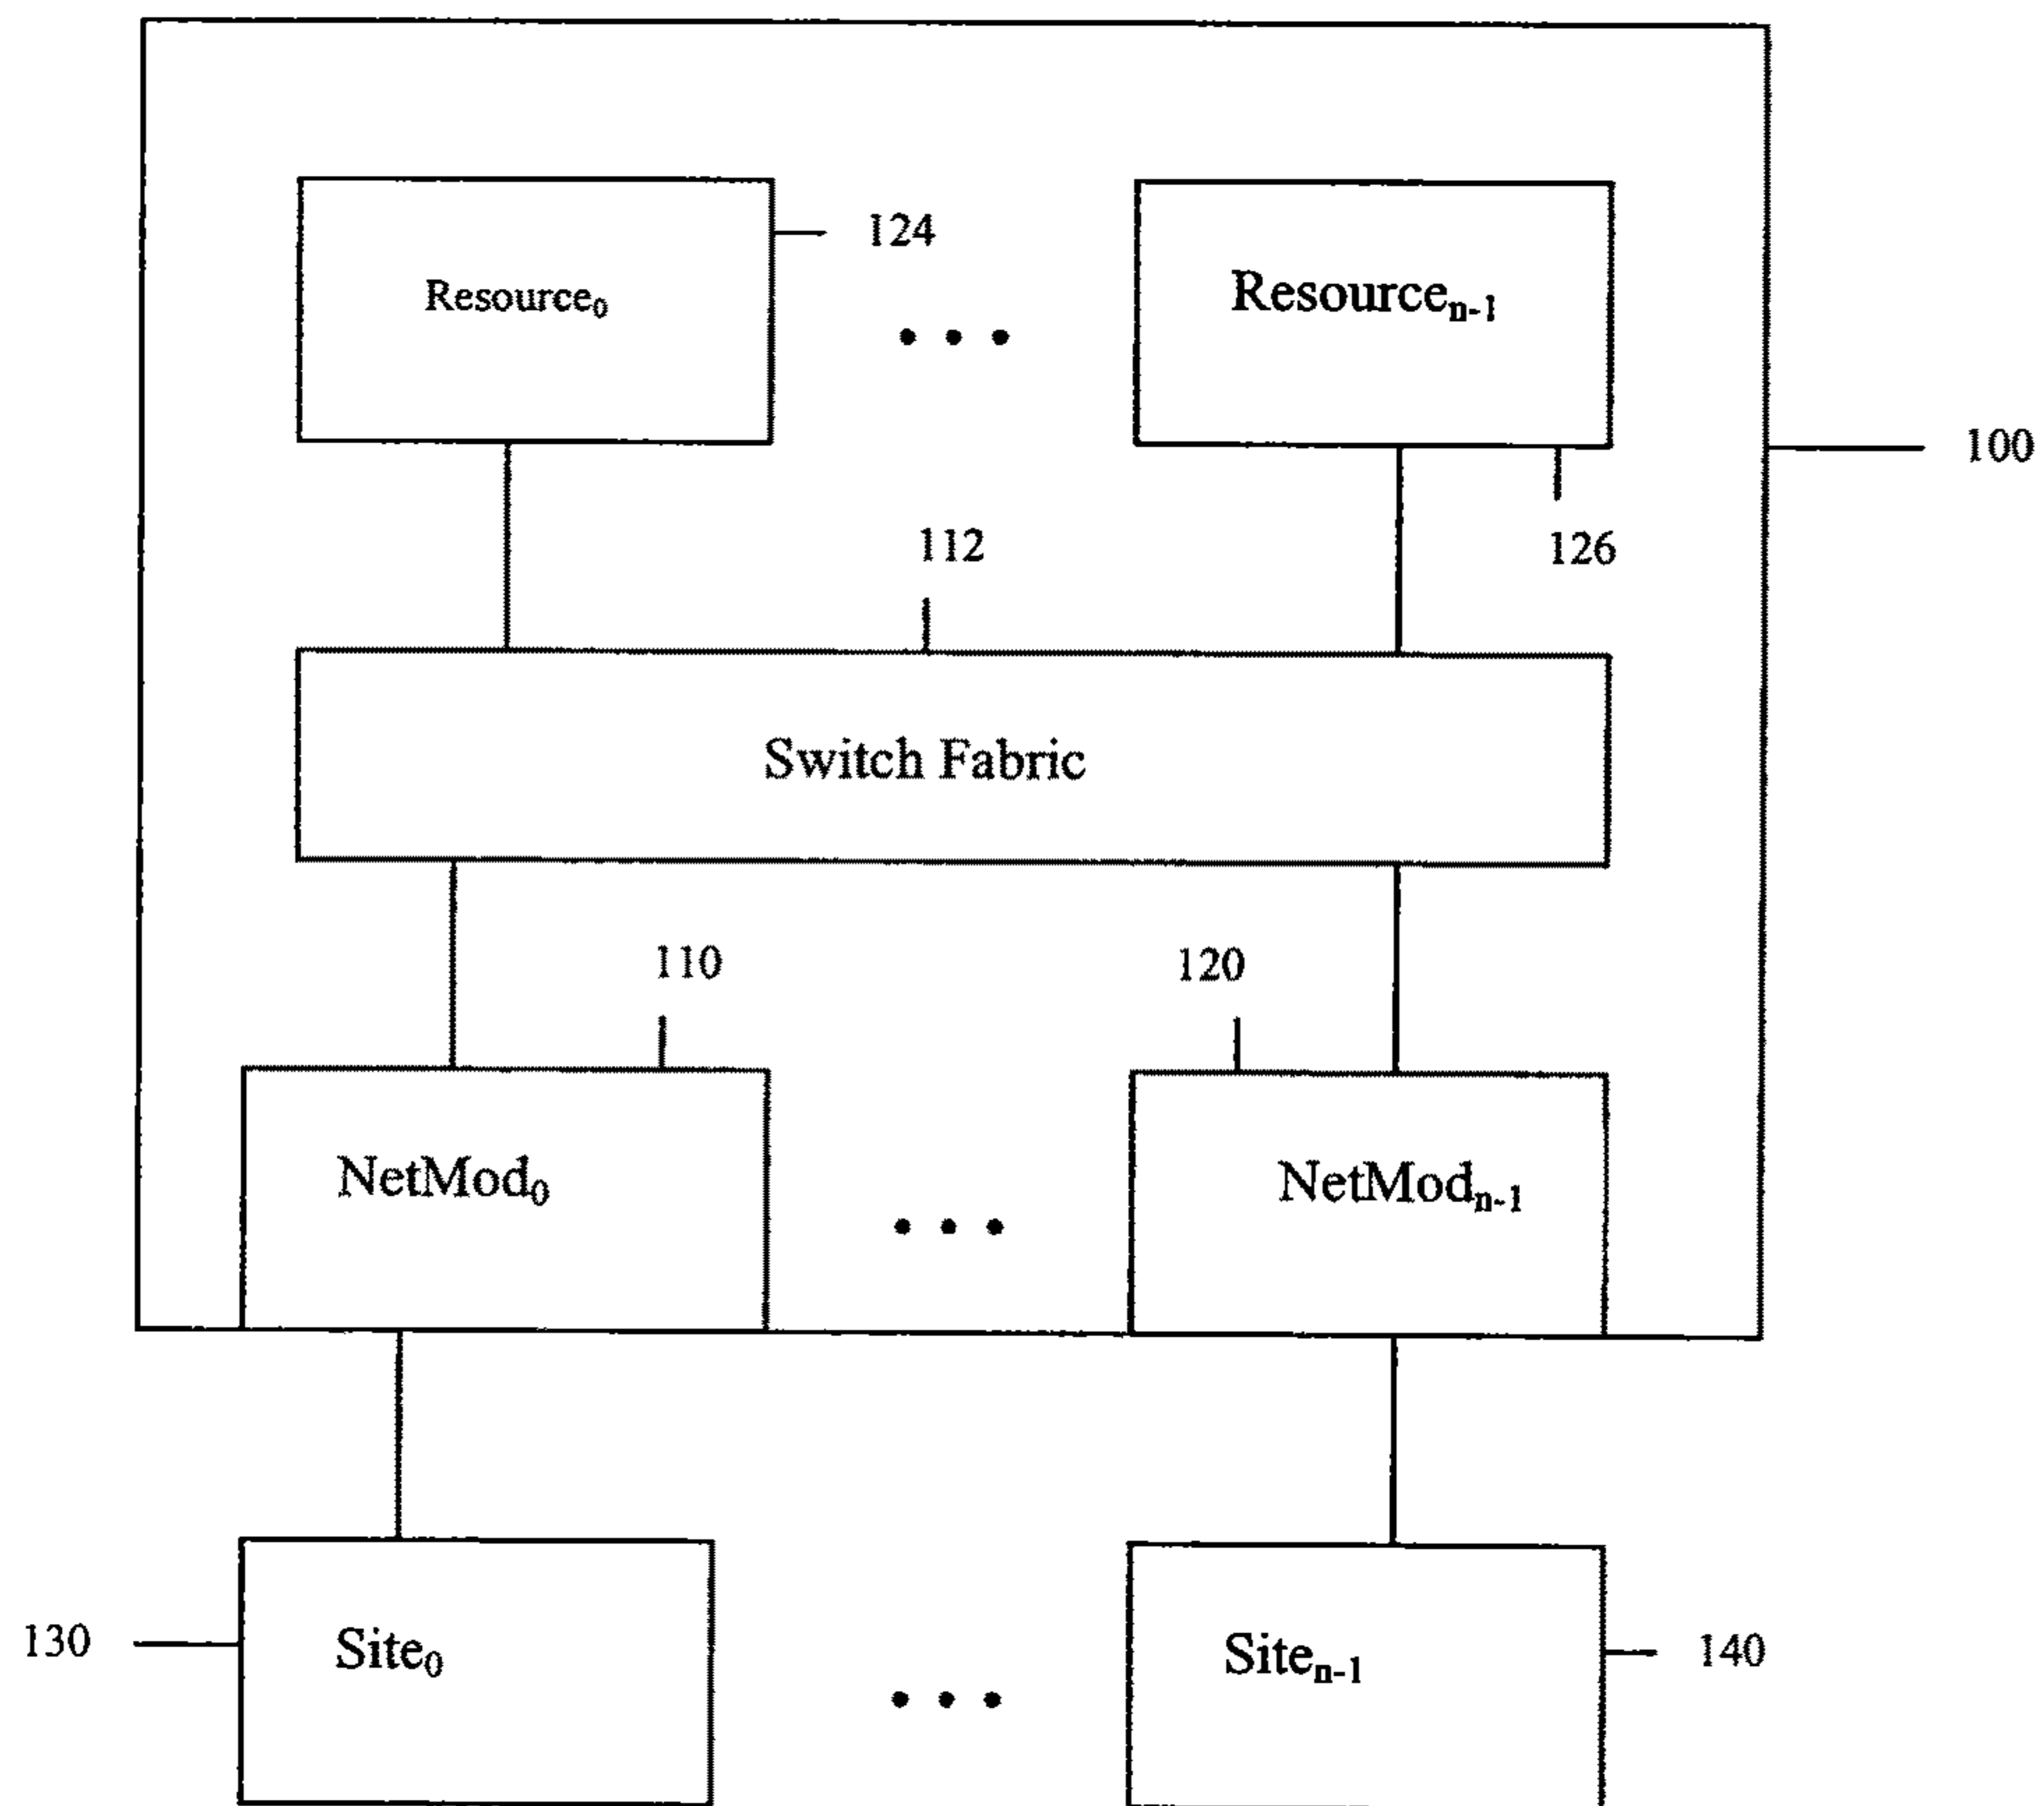 124
Resource₀
Resourceₙ₋₁
• • •
100
112
126
Switch Fabric
110
120
NetMod₀
NetModₙ₋₁
• • •
130
Site₀
Siteₙ₋₁
140
• • •